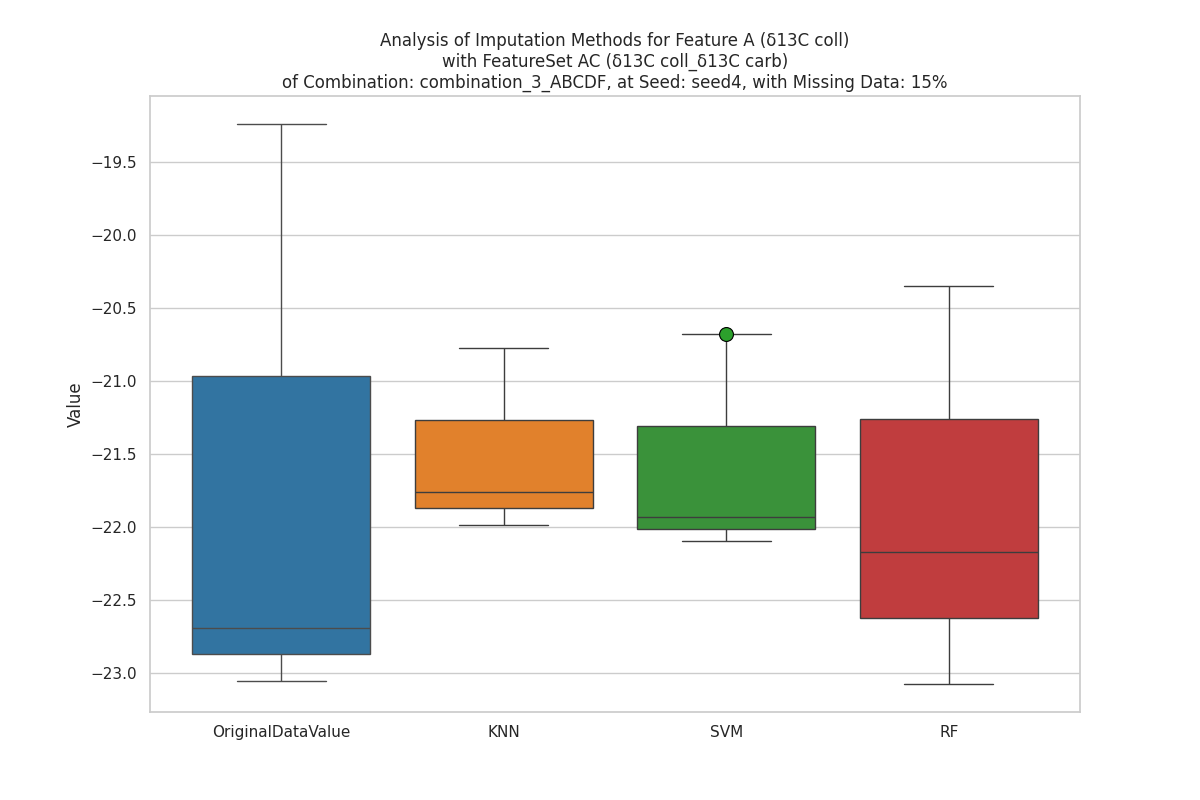 Analysis of Imputation Methods for Feature A (δ13C coll)
with FeatureSet AC (δ13C coll_δ13C carb)
of Combination: combination_3_ABCDF, at Seed: seed4, with Missing Data: 15%
−19.5
−20.0
−20.5
−21.0
−21.5
−22.0
−22.5
−23.0
Value
OriginalDataValue
KNN
SVM
RF